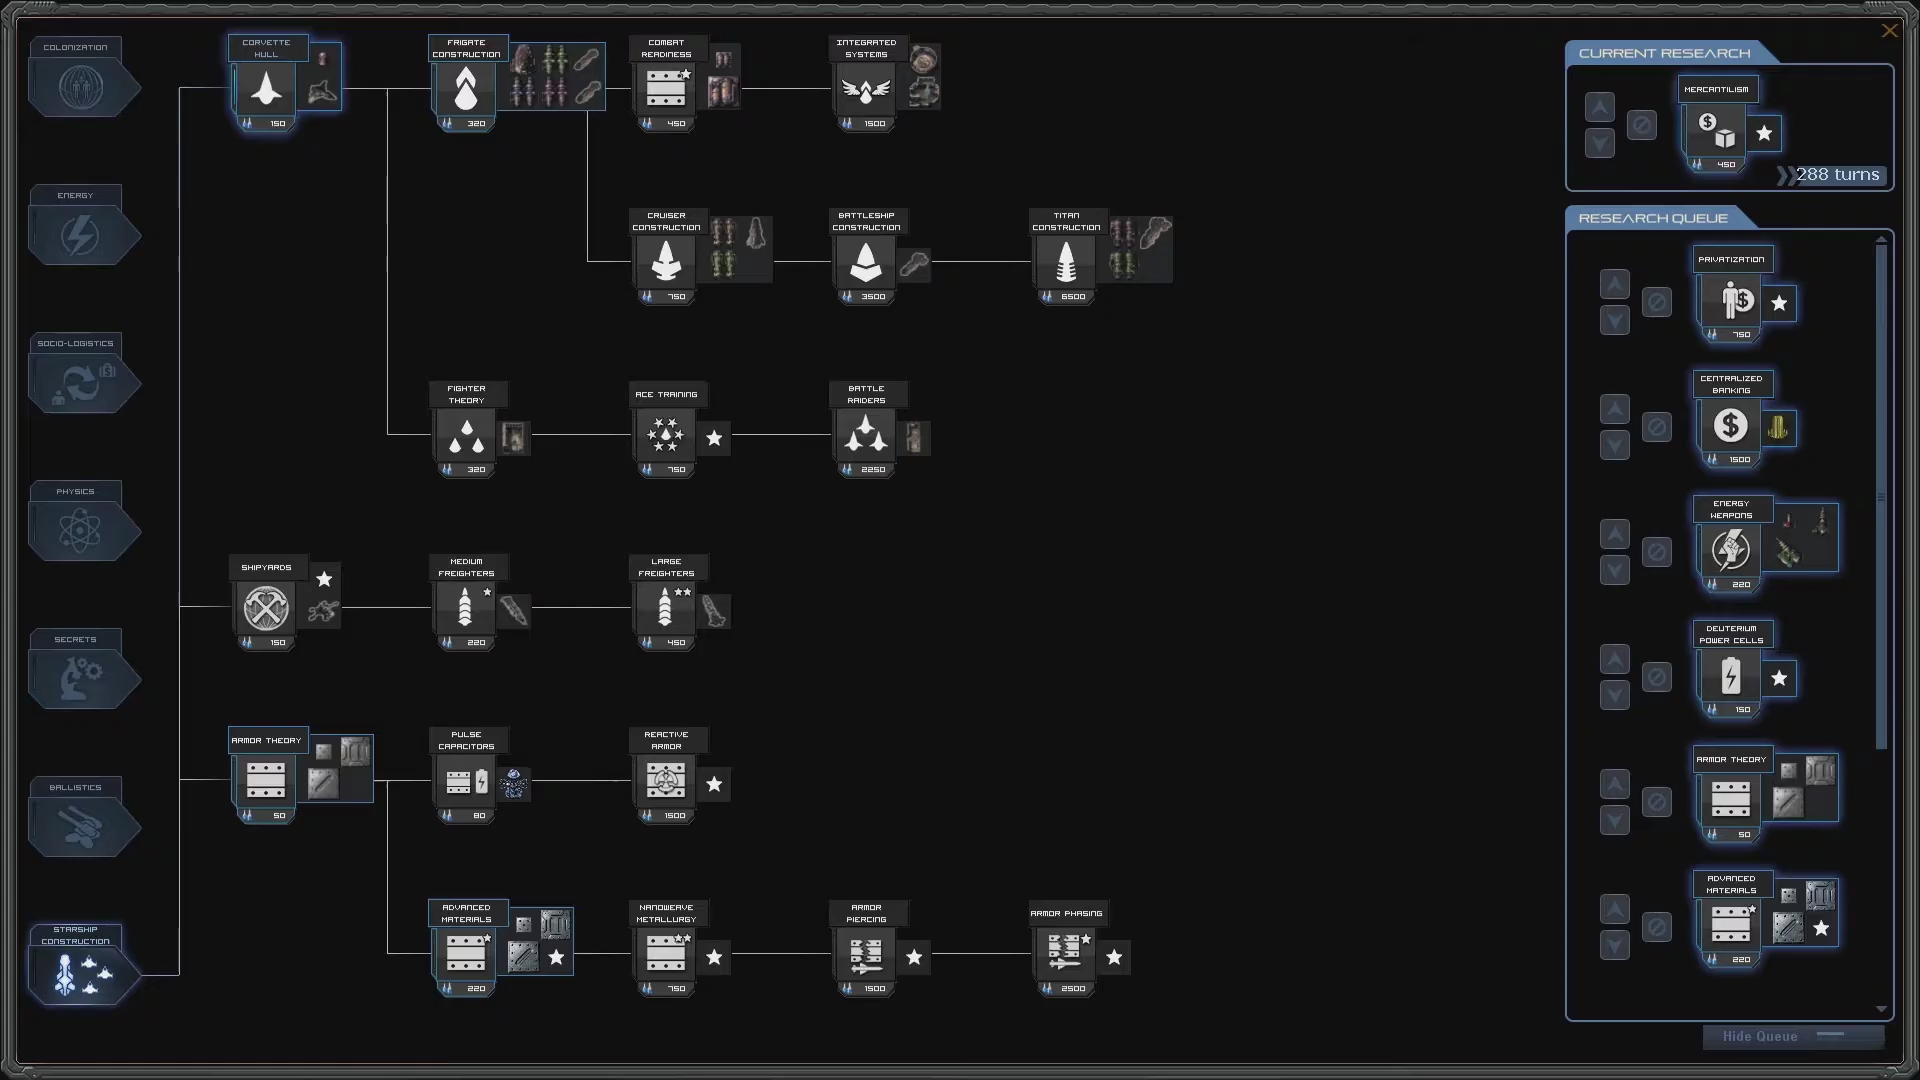 COLONIZATION
ENERGY
SOCIO-LOGISTICS
PHYSICS
SECRETS
BALLISTICS
STARSHIP
CONSTRUCTION
CORVETTE
HULL
150
FRIGATE
CONSTRUCTION
320
COMBAT
READINESS
450
INTEGRATED
SYSTEMS
1500
CRUISER
CONSTRUCTION
750
BATTLESHIP
CONSTRUCTION
3500
TITAN
CONSTRUCTION
6500
FIGHTER
THEORY
320
ACE TRAINING
750
BATTLE
RAIDERS
2250
SHIPYARDS
150
MEDIUM
FREIGHTERS
220
LARGE
FREIGHTERS
450
ARMOR THEORY
50
PULSE
CAPACITORS
80
REACTIVE
ARMOR
1500
ADVANCED
MATERIALS
220
NANOWEAVE
METALLURGY
750
ARMOR
PIERCING
1500
ARMOR PHASING
2500
CURRENT RESEARCH
MERCANTILISM
450
288 turns
RESEARCH QUEUE
PRIVATIZATION
750
CENTRALIZED
BANKING
1500
ENERGY
WEAPONS
220
DEUTERIUM
POWER CELLS
150
ARMOR THEORY
50
ADVANCED
MATERIALS
220
Hide Queue